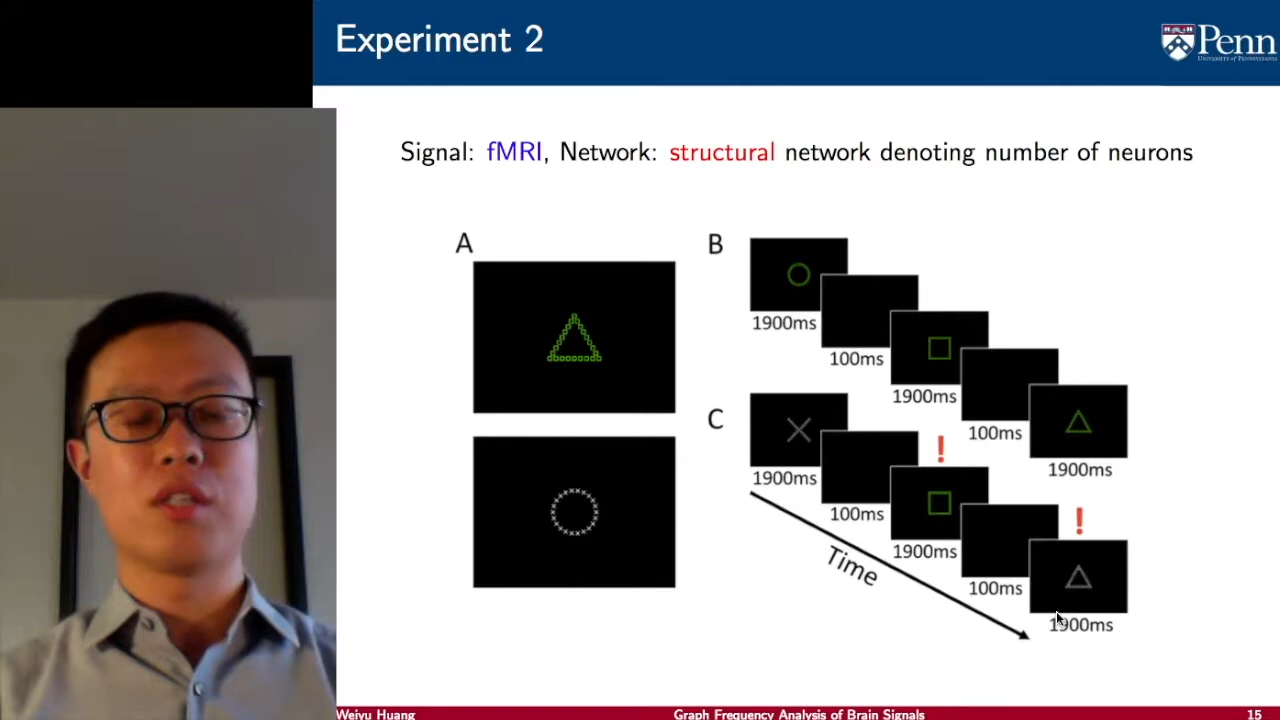 Experiment 2
Penn
UNIVERSITY of PENNSYLVANIA
Signal: fMRI, Network: structural network denoting number of neurons
A
B
1900ms
100ms
1900ms
100ms
1900ms
C
1900ms
100ms
!
1900ms
100ms
!
1900ms
Time
Weiyu Huang
Graph Frequency Analysis of Brain Signals
15